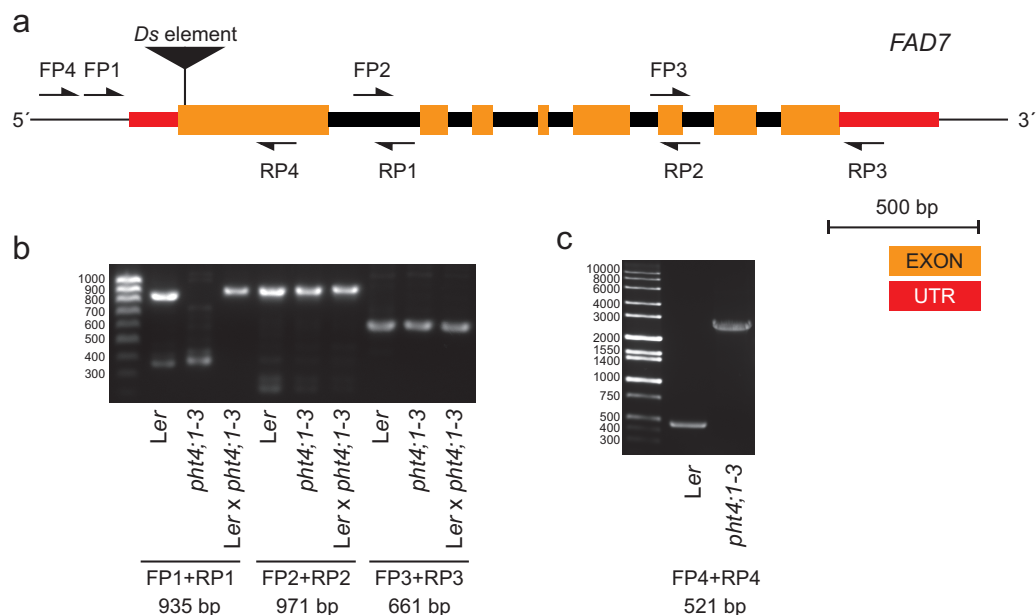 a
Ds element
FAD7
FP4 FP1 FP2 FP3
5´ 3´
RP4 RP1 RP2 RP3
500 bp
EXON
UTR
b
1000
900
800
700
600
500
400
300
Ler
pht4;1-3
Ler x pht4;1-3
Ler
pht4;1-3
Ler x pht4;1-3
Ler
pht4;1-3
Ler x pht4;1-3
FP1+RP1 FP2+RP2 FP3+RP3
935 bp 971 bp 661 bp
c
10000
8000
6000
4000
3000
2000
1550
1400
1000
750
500
400
300
Ler
pht4;1-3
FP4+RP4
521 bp